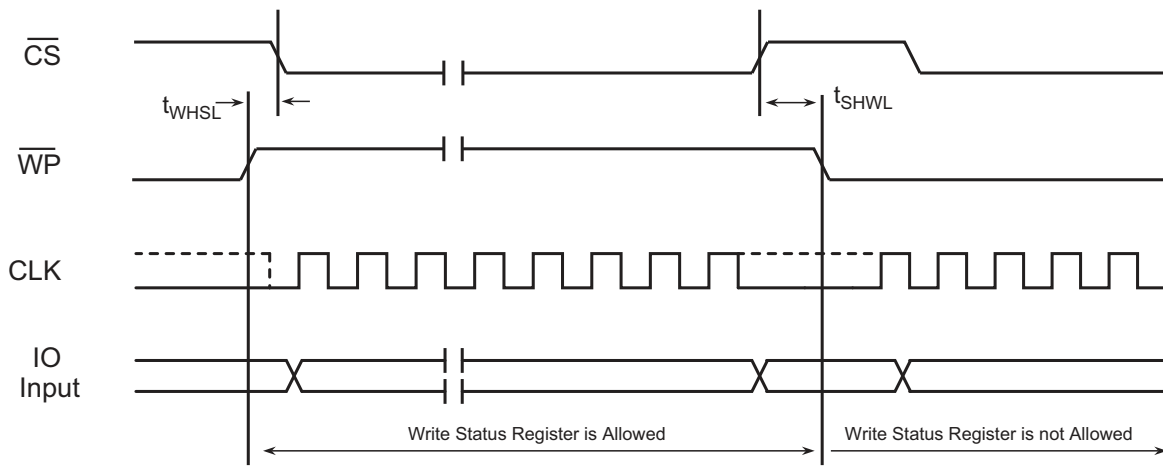 CS
tWHSL
tSHWL
WP
CLK
IO
Input
Write Status Register is Allowed
Write Status Register is not Allowed